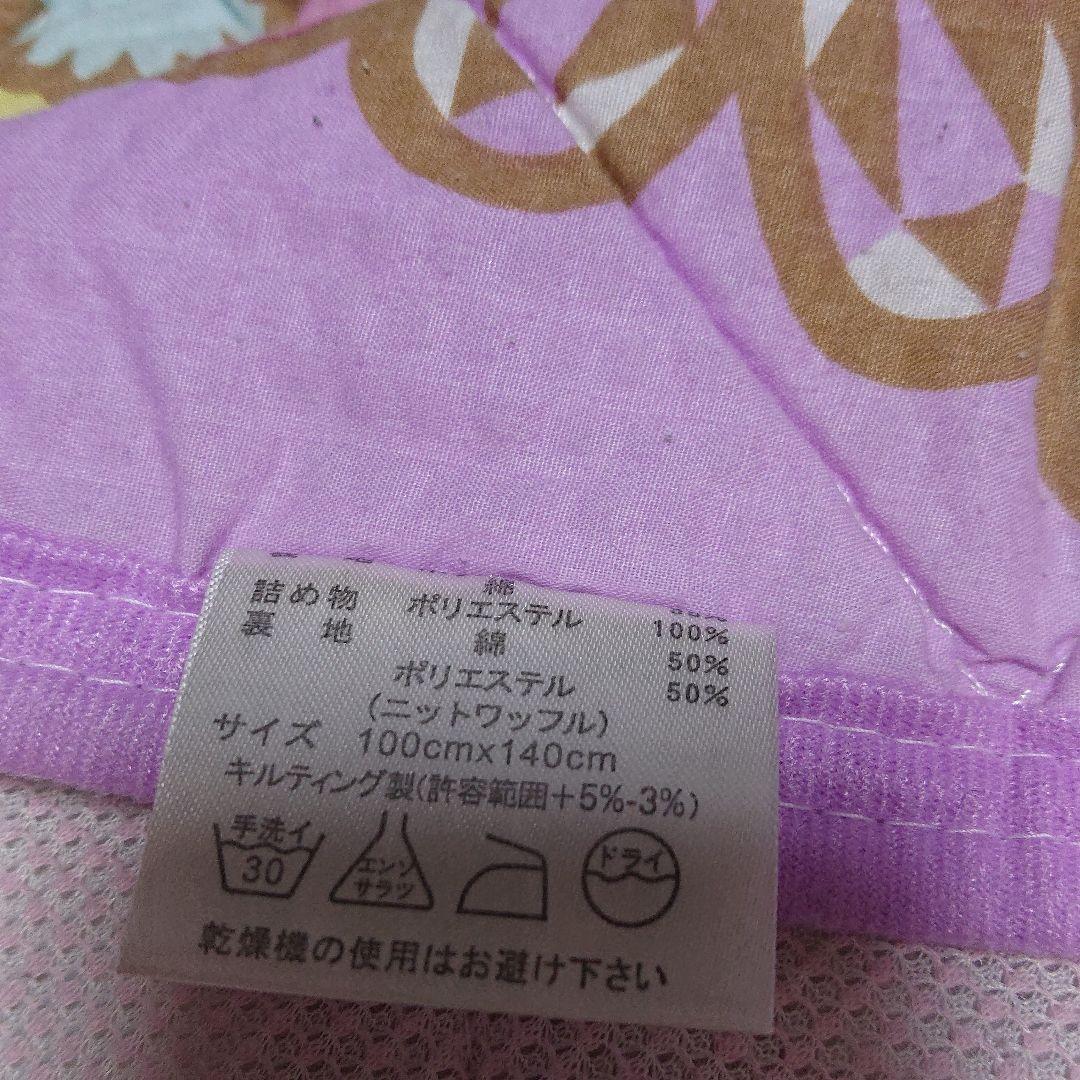 綿
詰め物 ポリエステル 100%
裏 地 綿 50%
ポリエステル 50%
(ニットワッフル)
サイズ 100cm×140cm
キルティング製(許容範囲+5%-3%)
手洗イ
30
エンソ
サラツ
ドライ
乾燥機の使用はお避け下さい